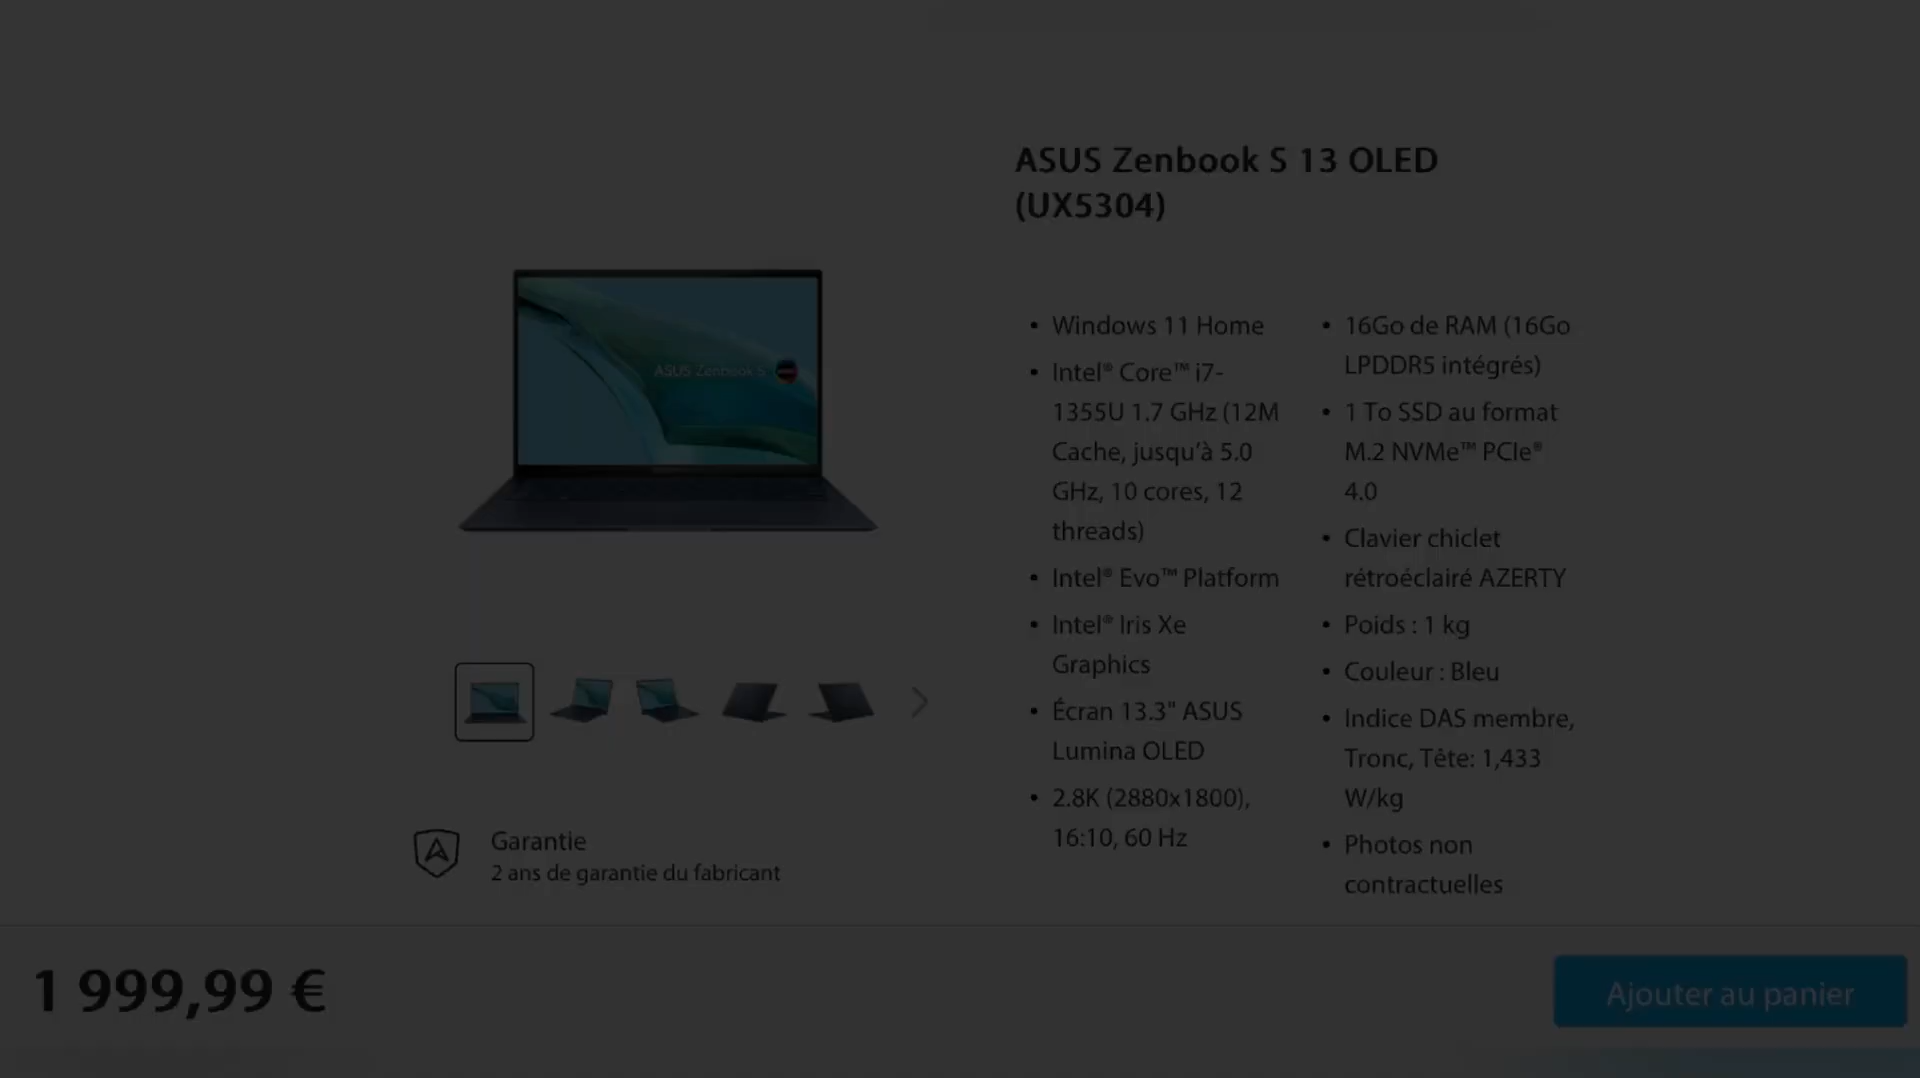 ASUS Zenbook S 13 OLED
(UX5304)
ASUS Zenbook S
• Windows 11 Home
• Intel® Core™ i7-
1355U 1.7 GHz (12M
Cache, jusqu'à 5.0
GHz, 10 cores, 12
threads)
• Intel® Evo™ Platform
• Intel® Iris Xe
Graphics
• Écran 13.3" ASUS
Lumina OLED
• 2.8K (2880x1800),
16:10, 60 Hz
• 16Go de RAM (16Go
LPDDR5 intégrés)
• 1 To SSD au format
M.2 NVMe™ PCIe®
4.0
• Clavier chiclet
rétroéclairé AZERTY
• Poids : 1 kg
• Couleur : Bleu
• Indice DAS membre,
Tronc, Tête: 1,433
W/kg
• Photos non
contractuelles
Garantie
2 ans de garantie du fabricant
1 999,99 €
Ajouter au panier